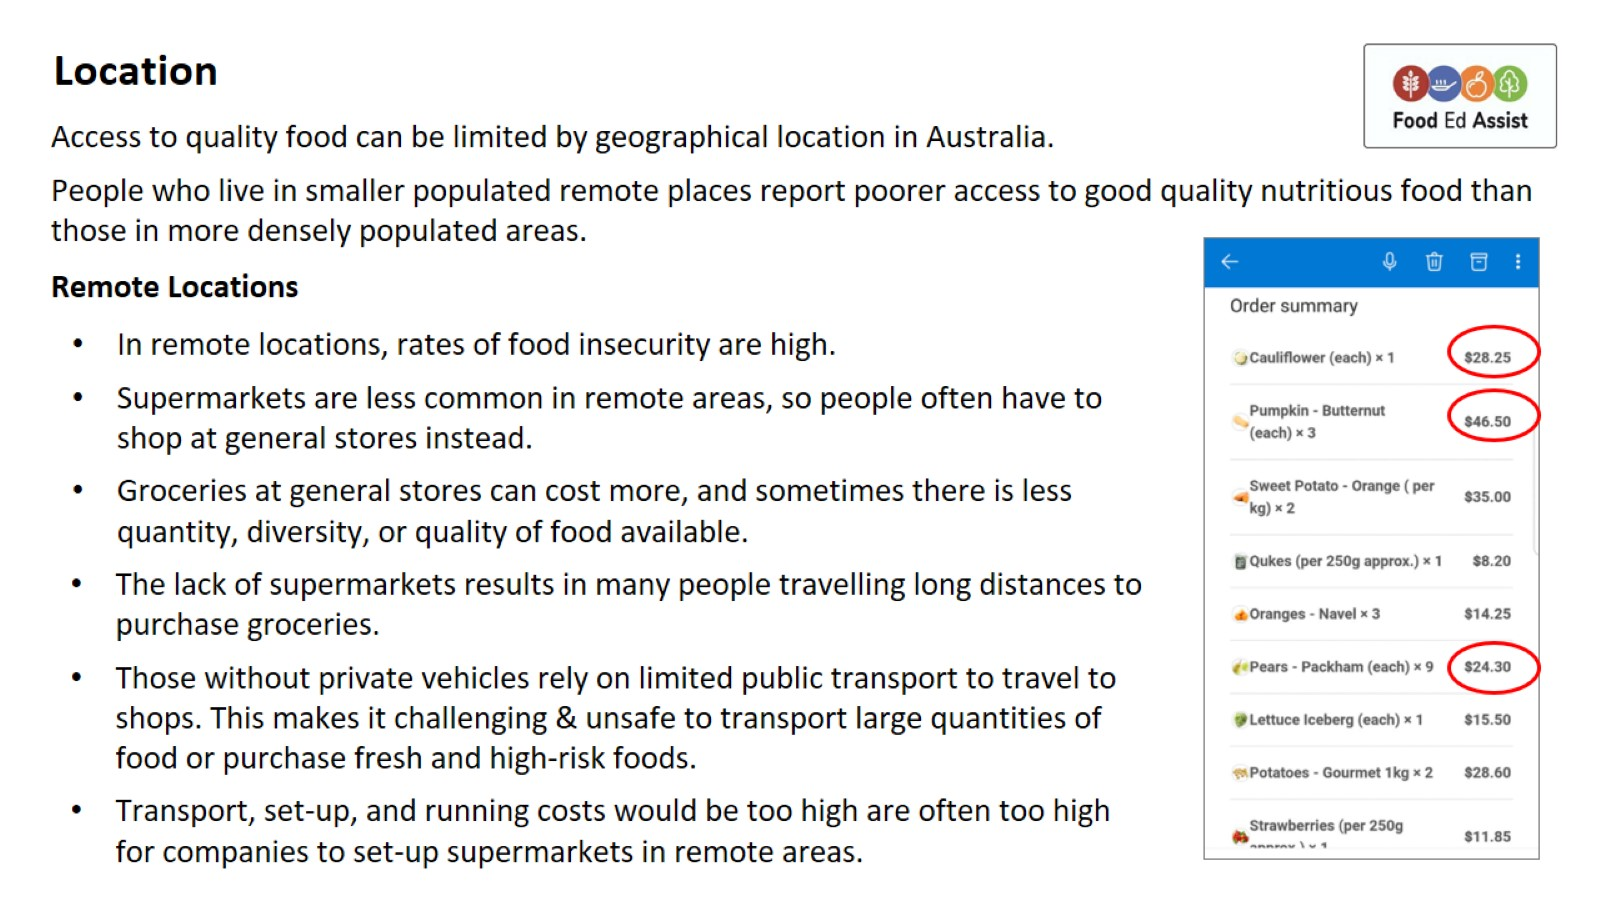 Location
Food Ed Assist
Access to quality food can be limited by geographical location in Australia.
People who live in smaller populated remote places report poorer access to good quality nutritious food than
those in more densely populated areas.
Remote Locations
• In remote locations, rates of food insecurity are high.
• Supermarkets are less common in remote areas, so people often have to
shop at general stores instead.
• Groceries at general stores can cost more, and sometimes there is less
quantity, diversity, or quality of food available.
• The lack of supermarkets results in many people travelling long distances to
purchase groceries.
• Those without private vehicles rely on limited public transport to travel to
shops. This makes it challenging & unsafe to transport large quantities of
food or purchase fresh and high-risk foods.
• Transport, set-up, and running costs would be too high are often too high
for companies to set-up supermarkets in remote areas.
Order summary
Cauliflower (each) × 1 $28.25
Pumpkin - Butternut
(each) × 3 $46.50
Sweet Potato - Orange ( per
kg) × 2 $35.00
Qukes (per 250g approx.) × 1 $8.20
Oranges - Navel × 3 $14.25
Pears - Packham (each) × 9 $24.30
Lettuce Iceberg (each) × 1 $15.50
Potatoes - Gourmet 1kg × 2 $28.60
Strawberries (per 250g
approx.) × 1 $11.85